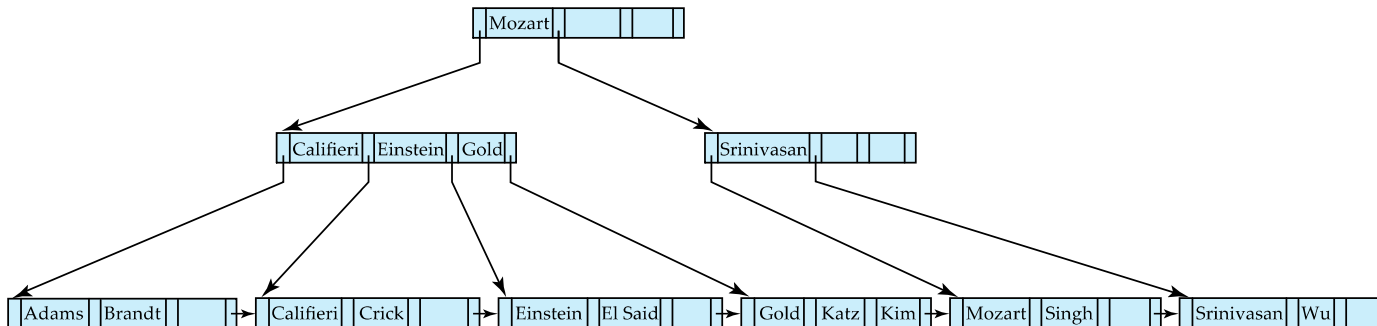 Mozart
Califieri Einstein Gold
Srinivasan
Adams Brandt
Califieri Crick
Einstein El Said
Gold Katz Kim
Mozart Singh
Srinivasan Wu